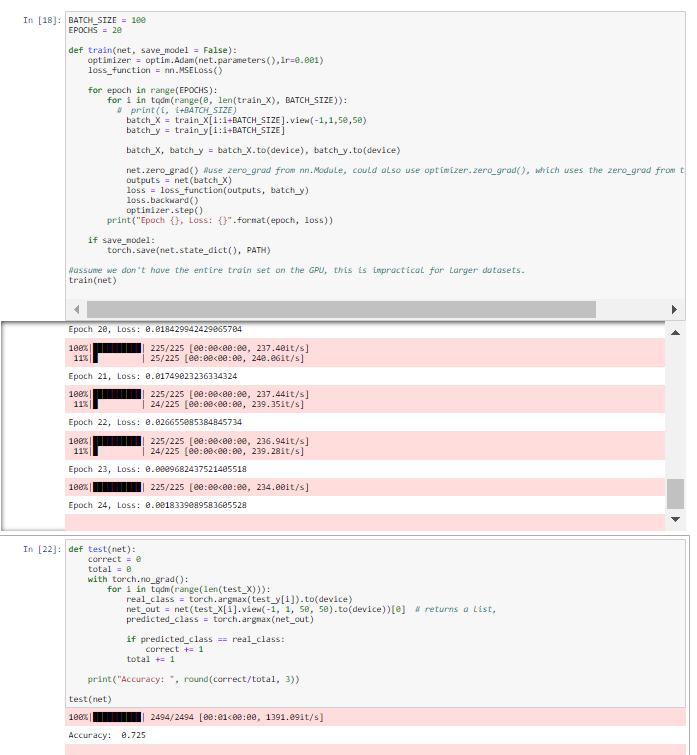 In [18]: BATCH_SIZE = 100
EPOCHS = 20
def train(net, save_model = False):
optimizer = optim.Adam(net.parameters(),lr=0.001)
loss_function = nn.MSELoss()
for epoch in range(EPOCHS):
for i in tqdm(range(0, len(train_X), BATCH_SIZE)):
# print(i, i+BATCH_SIZE)
batch_X = train_X[i:i+BATCH_SIZE].view(-1,1,50,50)
batch_y = train_y[i:i+BATCH_SIZE]
batch_X, batch_y = batch_X.to(device), batch_y.to(device)
net.zero_grad() #use zero_grad from nn.Module, could also use optimizer.zero_grad(), which uses the zero_grad from t
outputs = net(batch_X)
loss = loss_function(outputs, batch_y)
loss.backward()
optimizer.step()
print("Epoch {}, Loss: {}".format(epoch, loss))
if save_model:
torch.save(net.state_dict(), PATH)
#assume we don't have the entire train set on the GPU, this is impractical for larger datasets.
train(net)
Epoch 20, Loss: 0.018429942429065704
100%| | 225/225 [00:00<00:00, 237.40it/s]
11%| | 25/225 [00:00<00:00, 240.06it/s]
Epoch 21, Loss: 0.01749023236334324
100%| | 225/225 [00:00<00:00, 237.44it/s]
11%| | 24/225 [00:00<00:00, 239.35it/s]
Epoch 22, Loss: 0.026655085384845734
100%| | 225/225 [00:00<00:00, 236.94it/s]
11%| | 24/225 [00:00<00:00, 239.28it/s]
Epoch 23, Loss: 0.0009682437521405518
100%| | 225/225 [00:00<00:00, 234.00it/s]
Epoch 24, Loss: 0.0018339089583605528
In [22]: def test(net):
correct = 0
total = 0
with torch.no_grad():
for i in tqdm(range(len(test_X))):
real_class = torch.argmax(test_y[i]).to(device)
net_out = net(test_X[i].view(-1, 1, 50, 50).to(device))[0] # returns a list,
predicted_class = torch.argmax(net_out)
if predicted_class == real_class:
correct += 1
total += 1
print("Accuracy: ", round(correct/total, 3))
test(net)
100%| | 2494/2494 [00:01<00:00, 1391.09it/s]
Accuracy: 0.725